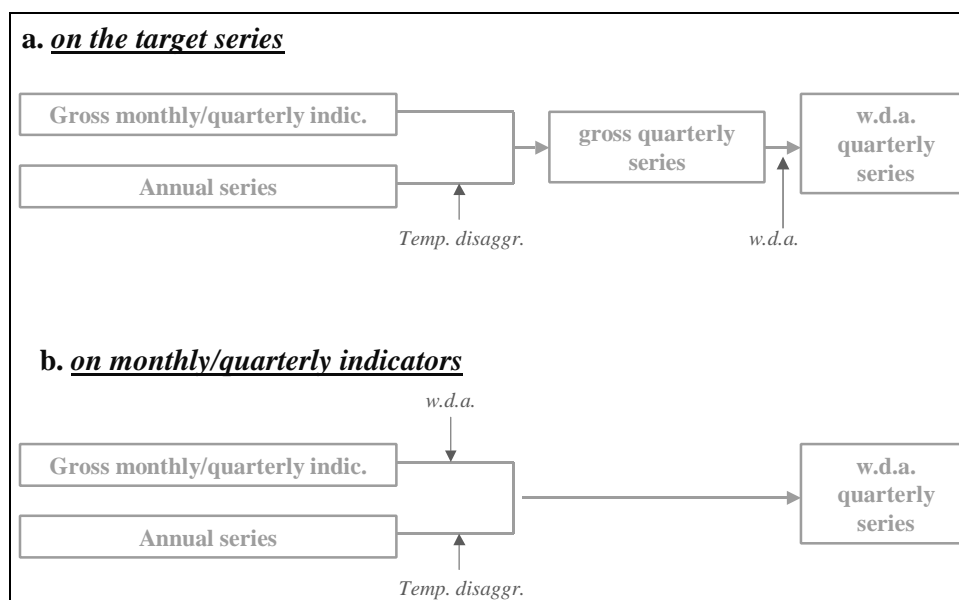 a. on the target series
Gross monthly/quarterly indic.
Annual series
gross quarterly
series
w.d.a.
quarterly
series
Temp. disaggr.
w.d.a.
b. on monthly/quarterly indicators
w.d.a.
Gross monthly/quarterly indic.
Annual series
w.d.a.
quarterly
series
Temp. disaggr.